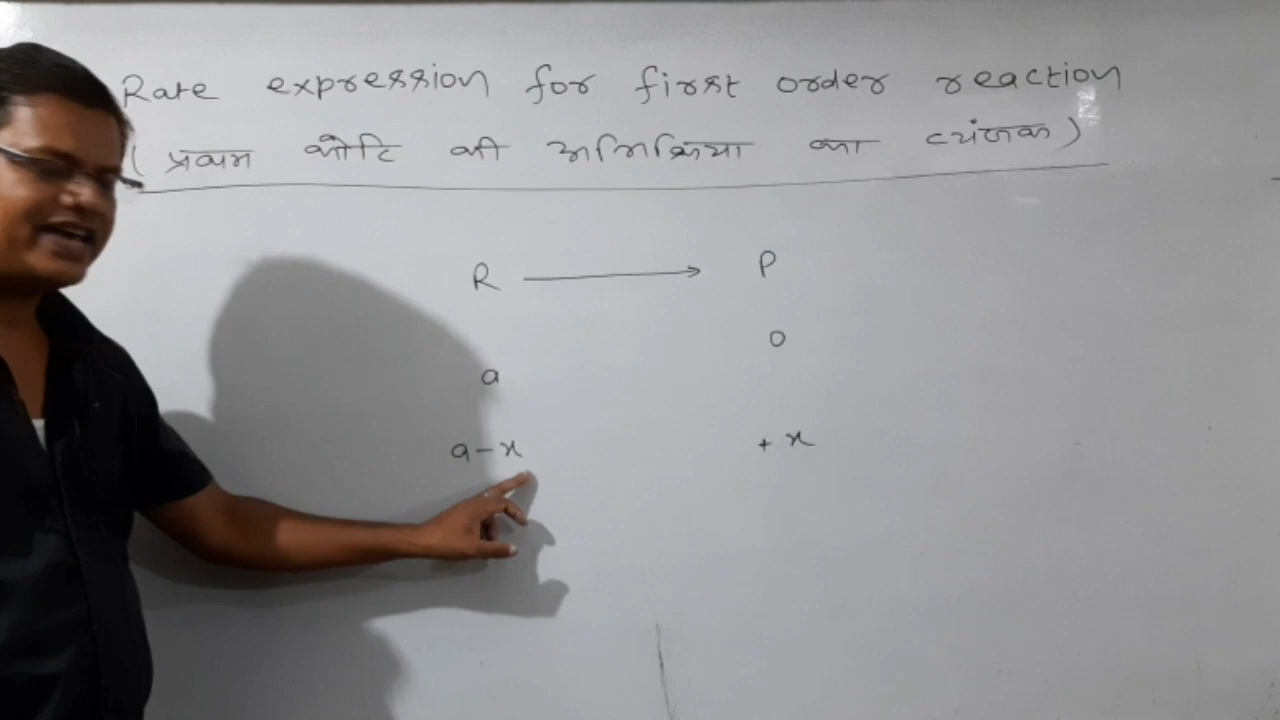 Rate expression for first order reaction
(प्रथम कोटि की अभिक्रिया का व्यंजक)
R ⟶ P
0
a
a-x + x